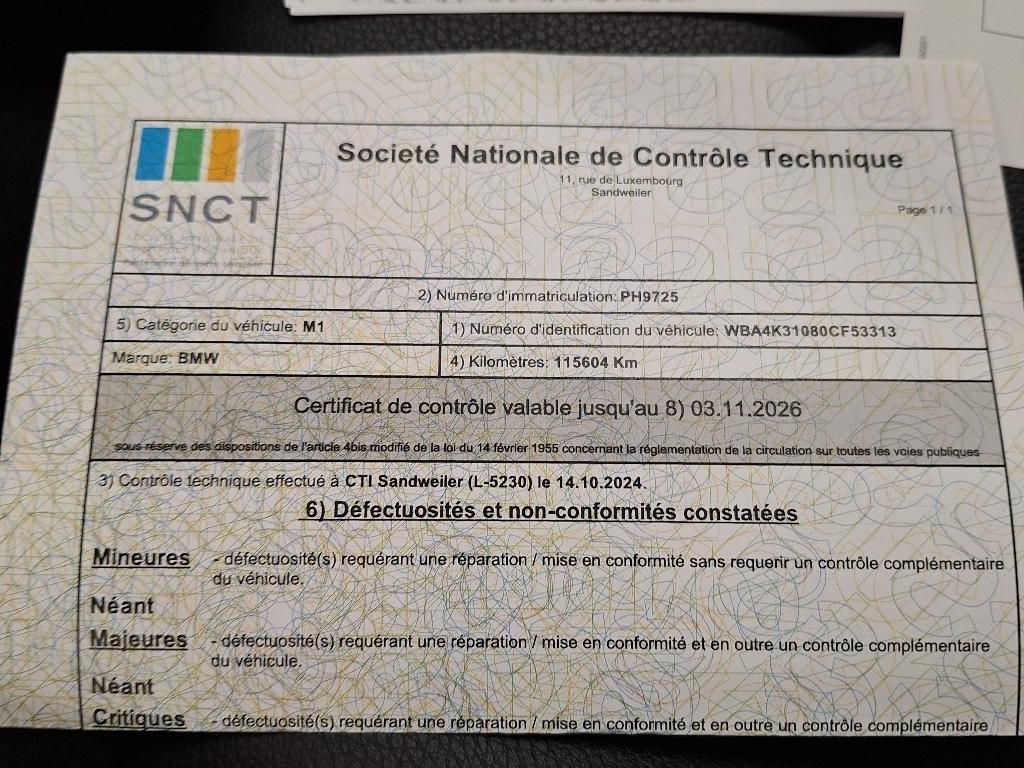 SNCT
Societé Nationale de Contrôle Technique
11, rue de Luxembourg
Sandweiler
Page 1 / 1
2) Numéro d'immatriculation: PH9725
5) Catégorie du véhicule: M1
1) Numéro d'identification du véhicule: WBA4K31080CF53313
Marque: BMW
4) Kilomètres: 115604 Km
Certificat de contrôle valable jusqu'au 8) 03.11.2026
sous réserve des dispositions de l'article 4bis modifié de la loi du 14 février 1955 concernant la réglementation de la circulation sur toutes les voies publiques
3) Contrôle technique effectué à CTI Sandweiler (L-5230) le 14.10.2024.
6) Défectuosités et non-conformités constatées
Mineures - défectuosité(s) requérant une réparation / mise en conformité sans requerir un contrôle complémentaire
du véhicule.
Néant
Majeures - défectuosité(s) requérant une réparation / mise en conformité et en outre un contrôle complémentaire
du véhicule.
Néant
Critiques - défectuosité(s) requérant une réparation / mise en conformité et en outre un contrôle complémentaire